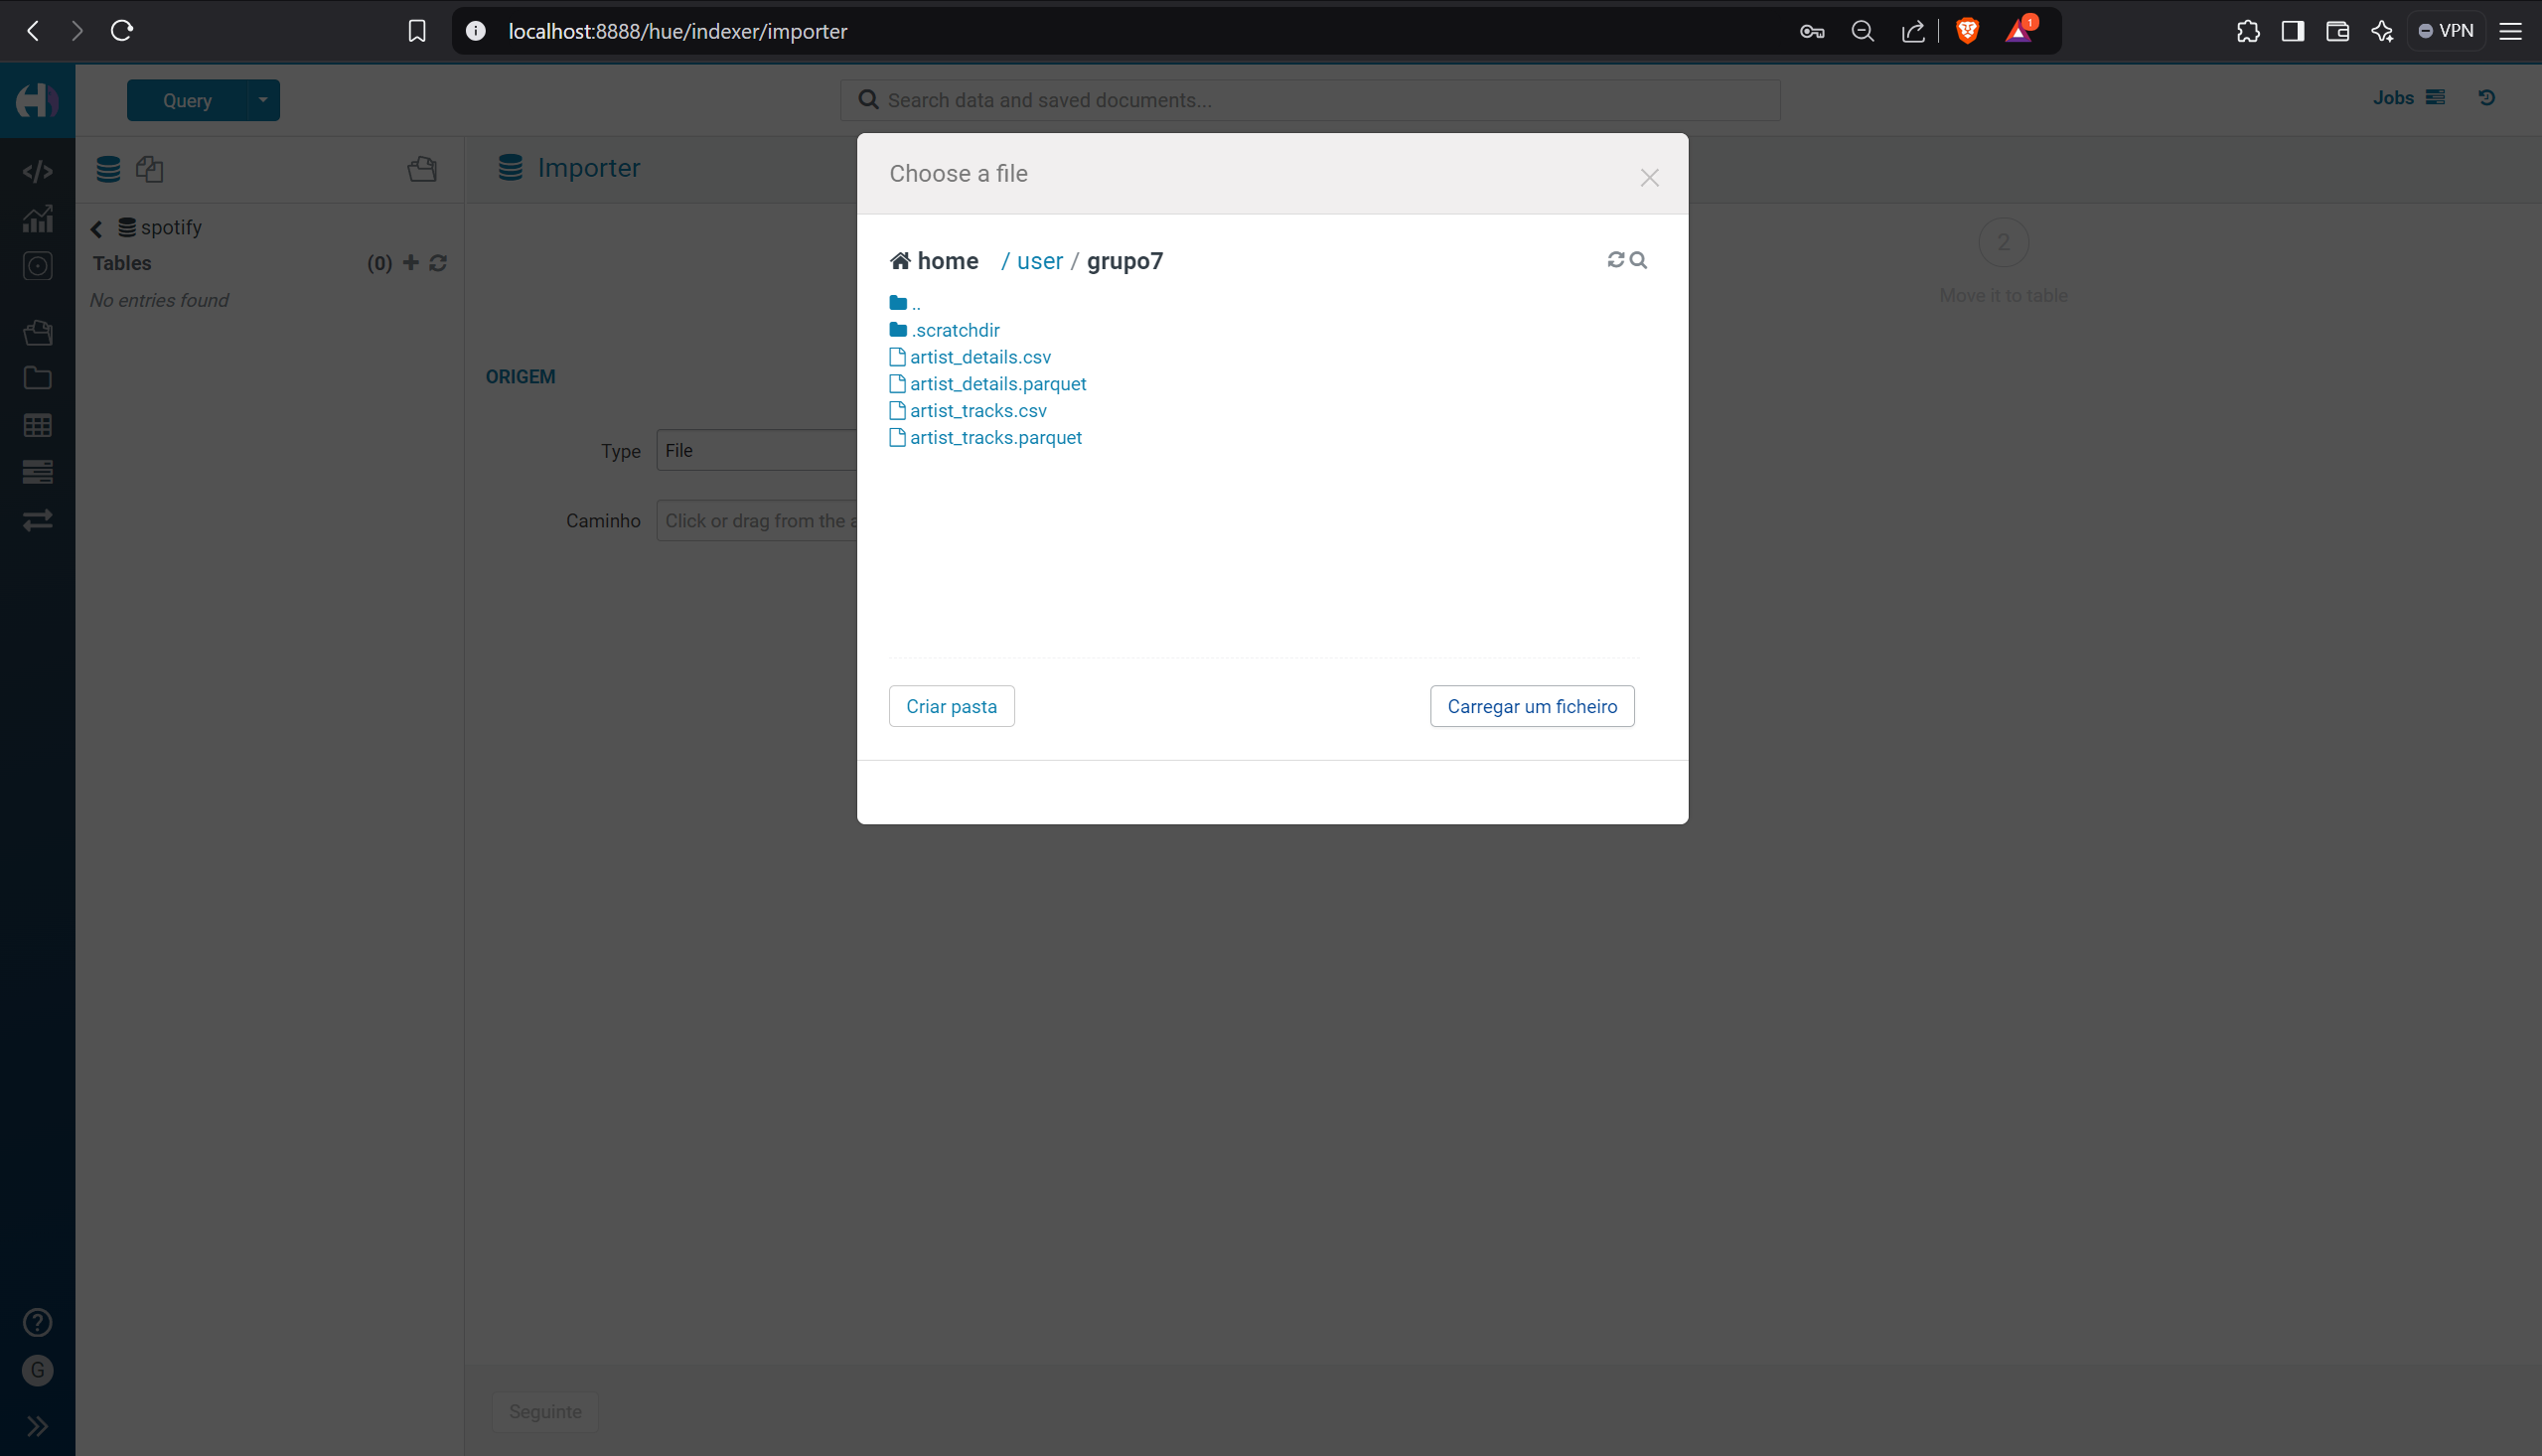 localhost:8888/hue/indexer/importer
1
VPN
Query
Search data and saved documents...
Jobs
Importer
spotify
Tables
(0)
No entries found
2
Move it to table
ORIGEM
Type
File
Caminho
Click or drag from the a
Choose a file
home / user / grupo7
..
.scratchdir
artist_details.csv
artist_details.parquet
artist_tracks.csv
artist_tracks.parquet
Criar pasta
Carregar um ficheiro
G
Seguinte